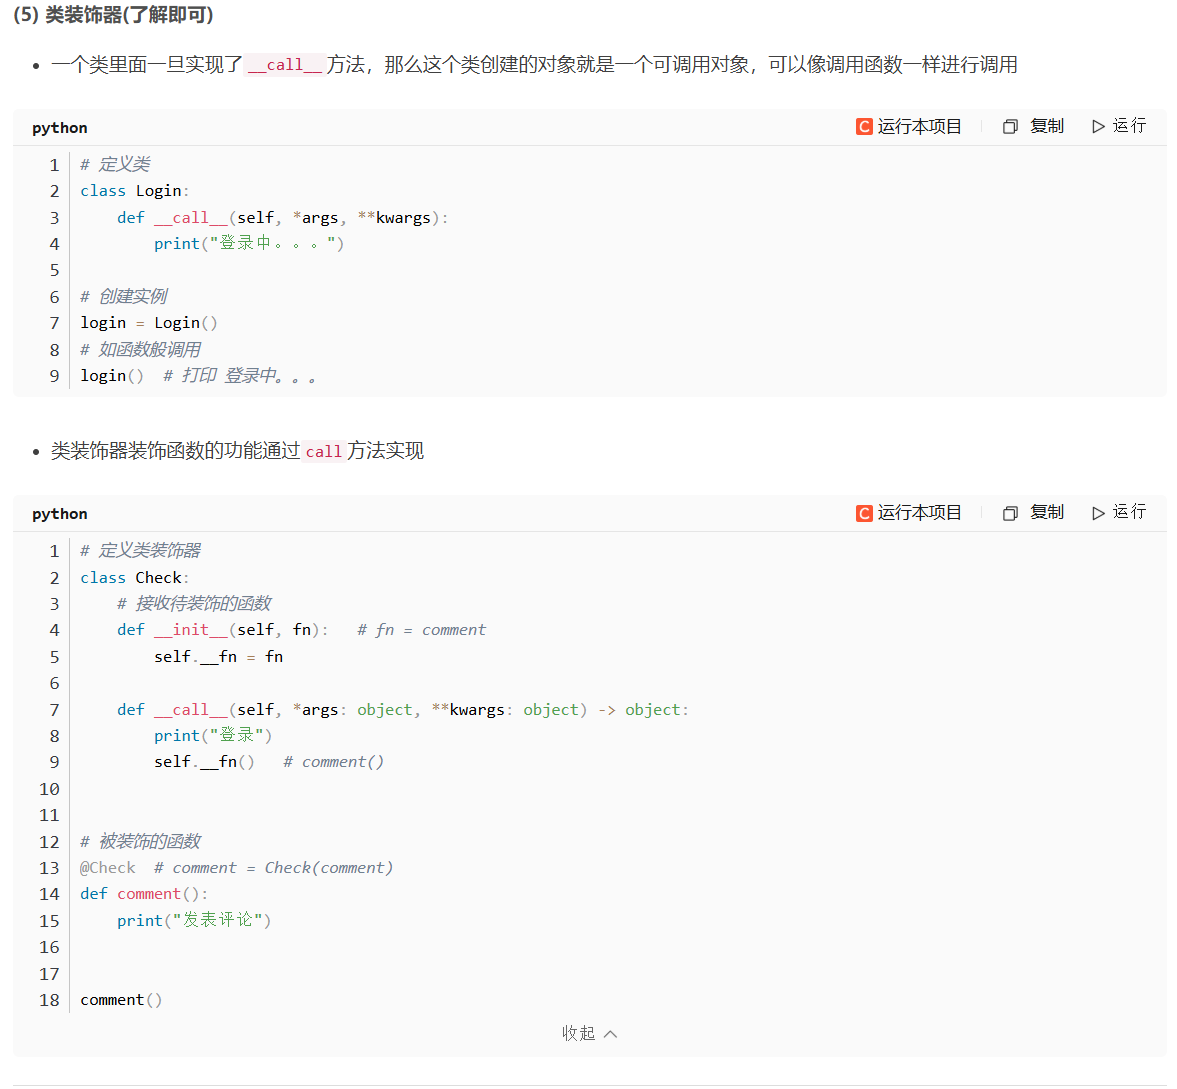 (5) 类装饰器(了解即可)
• 一个类里面一旦实现了 __call__ 方法，那么这个类创建的对象就是一个可调用对象，可以像调用函数一样进行调用
python C 运行本项目 复制 运行
1 # 定义类
2 class Login:
3     def __call__(self, *args, **kwargs):
4         print("登录中。。。")
5
6 # 创建实例
7 login = Login()
8 # 如函数般调用
9 login()  # 打印 登录中。。。
• 类装饰器装饰函数的功能通过 call 方法实现
python C 运行本项目 复制 运行
1 # 定义类装饰器
2 class Check:
3     # 接收待装饰的函数
4     def __init__(self, fn):   # fn = comment
5         self.__fn = fn
6
7     def __call__(self, *args: object, **kwargs: object) -> object:
8         print("登录")
9         self.__fn()   # comment()
10
11
12 # 被装饰的函数
13 @Check  # comment = Check(comment)
14 def comment():
15     print("发表评论")
16
17
18 comment()
收起